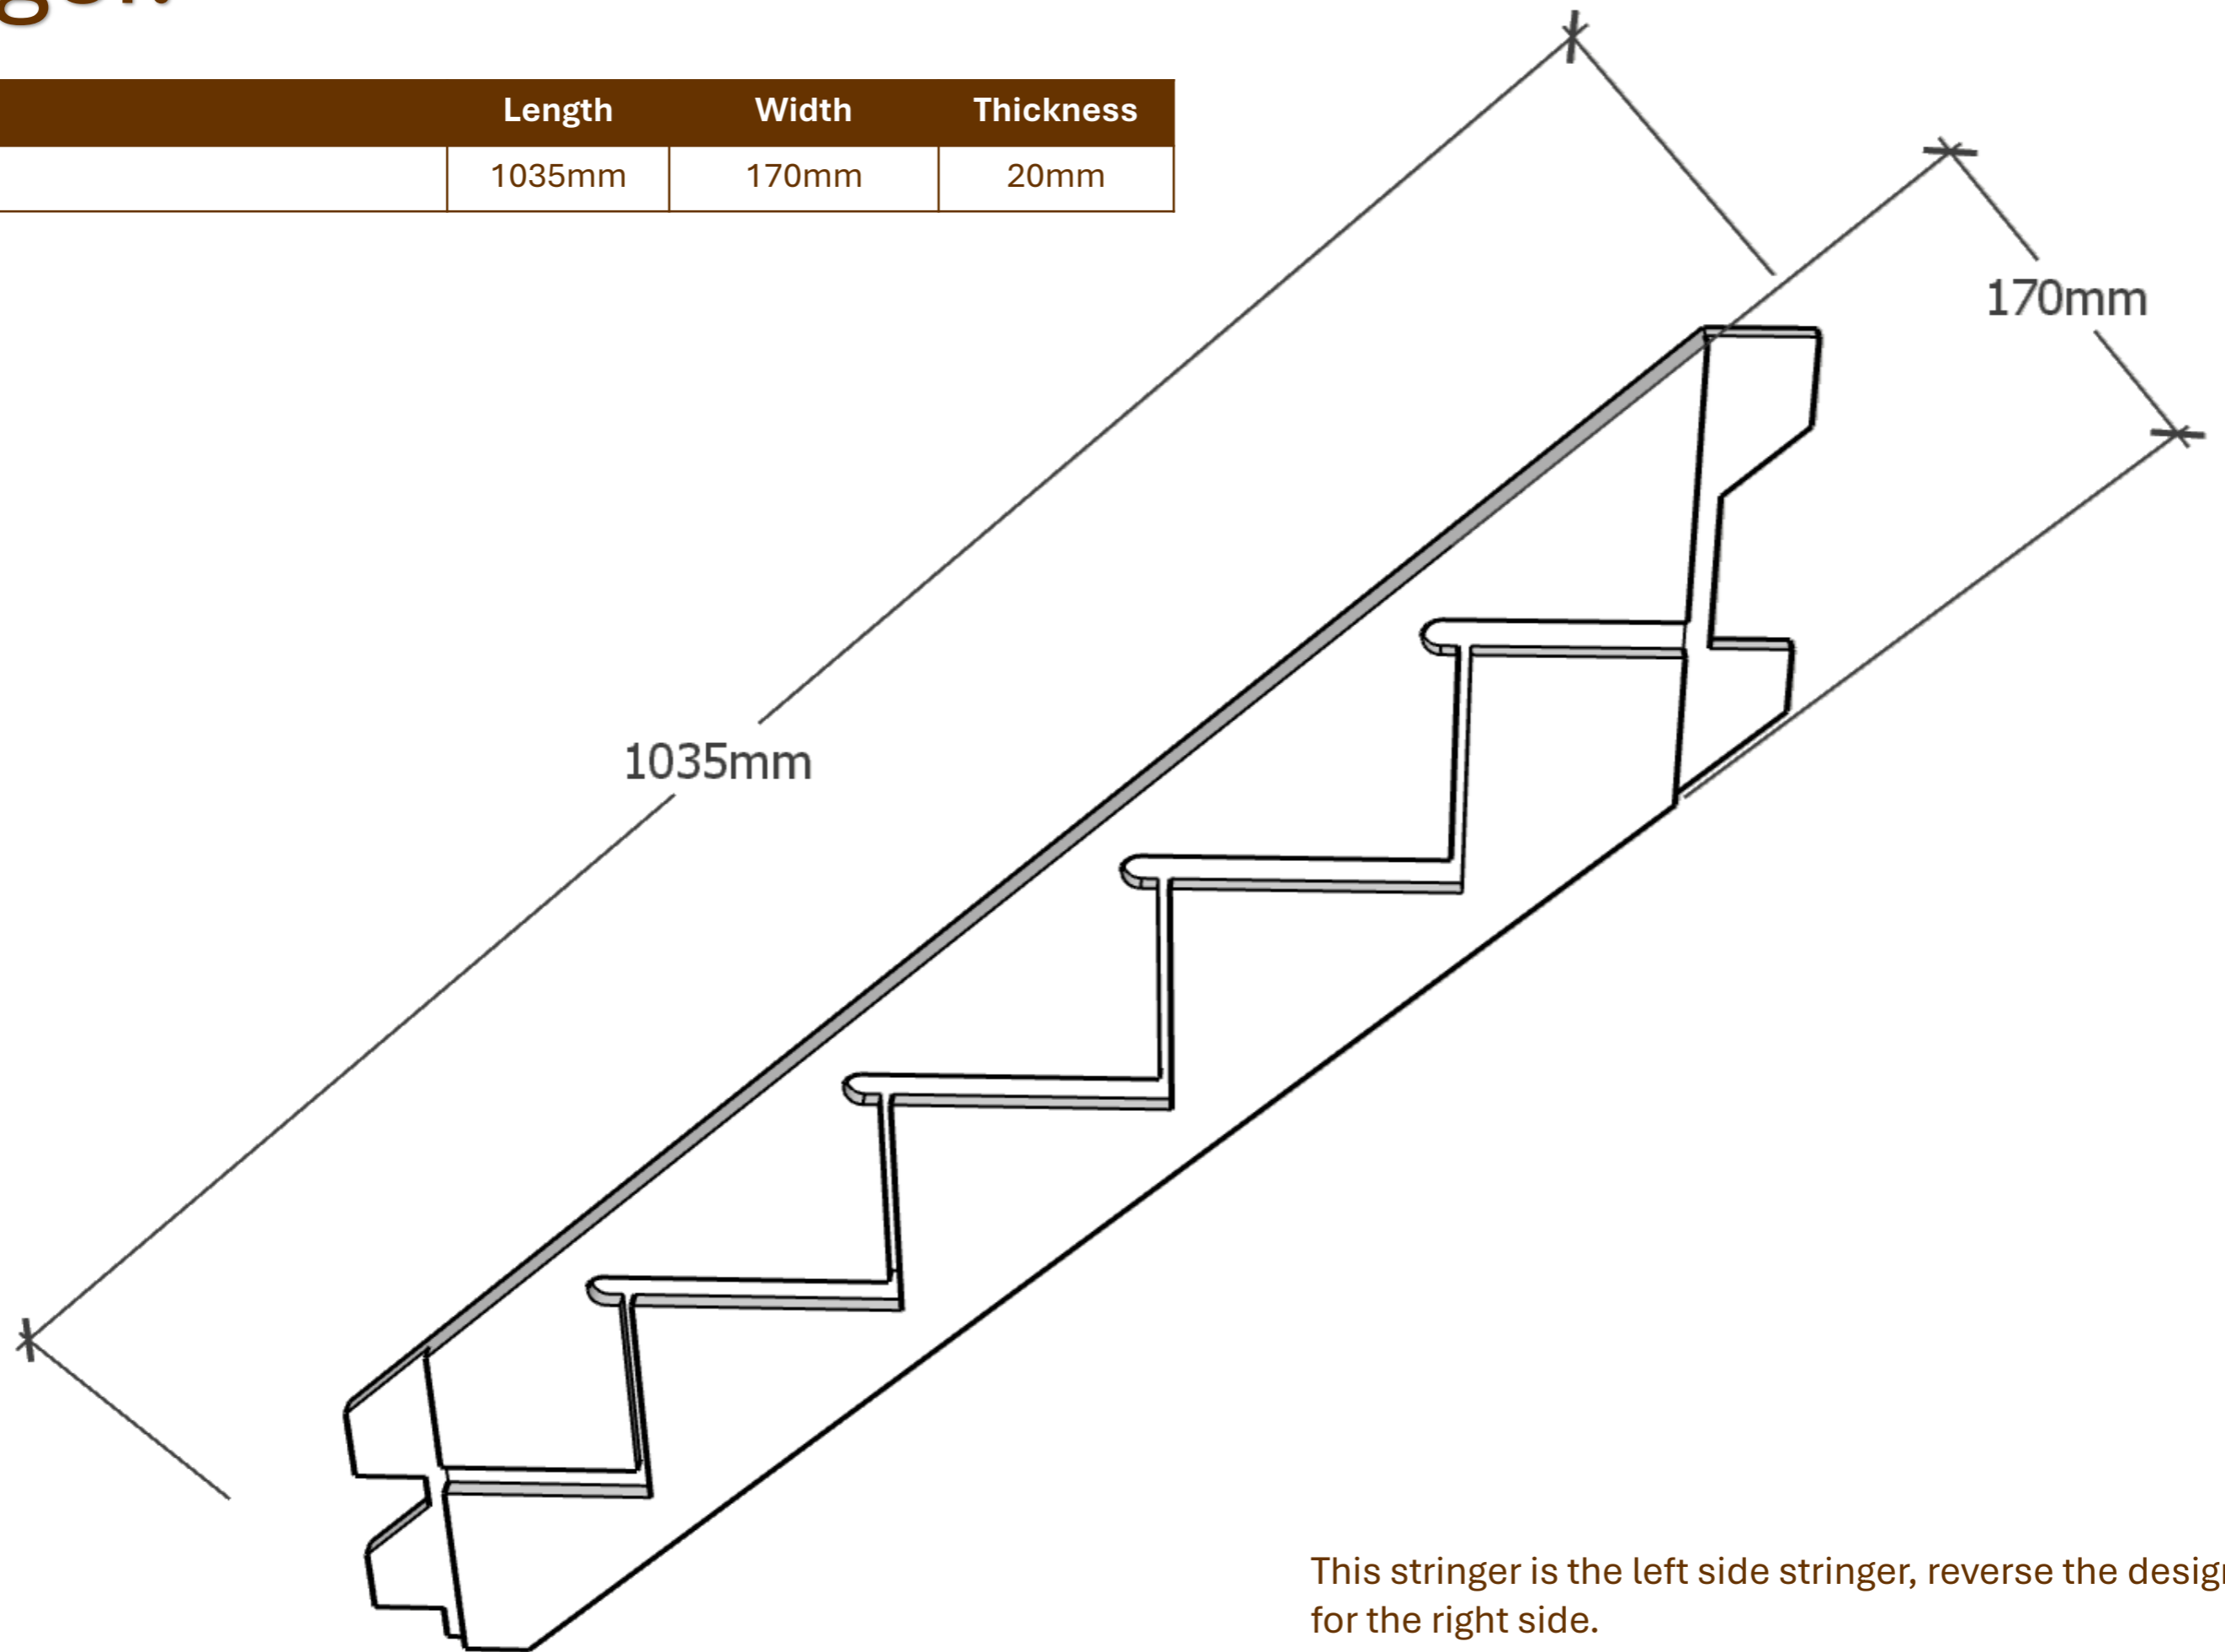 Length Width Thickness
1035mm 170mm 20mm
170mm
1035mm
This stringer is the left side stringer, reverse the design
for the right side.